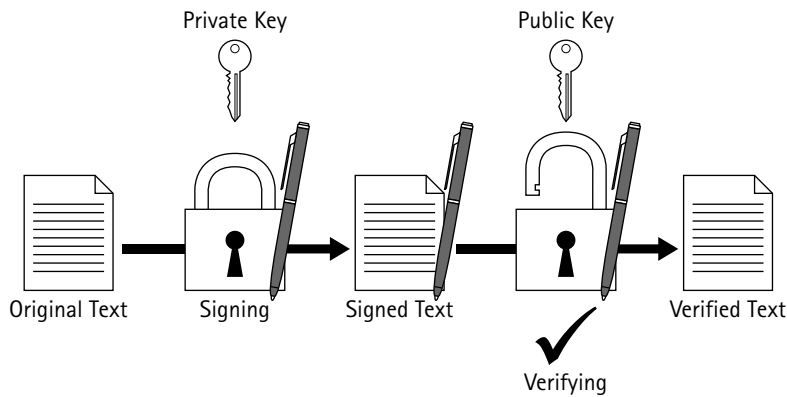 Private Key
Public Key
Original Text
Signing
Signed Text
Verified Text
Verifying